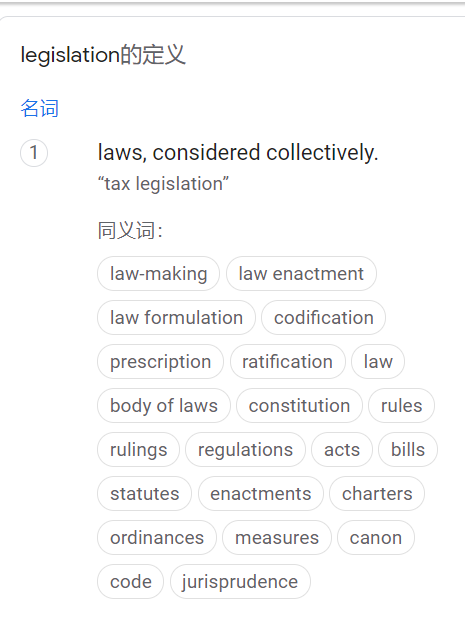 legislation的定义
名词
1 laws, considered collectively.
“tax legislation”
同义词：
law-making law enactment
law formulation codification
prescription ratification law
body of laws constitution rules
rulings regulations acts bills
statutes enactments charters
ordinances measures canon
code jurisprudence